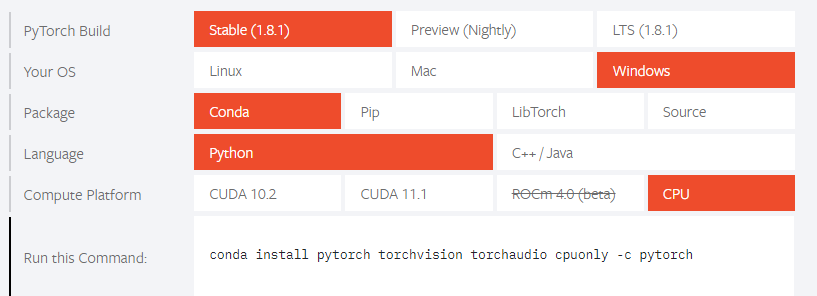 PyTorch Build Stable (1.8.1) Preview (Nightly) LTS (1.8.1)
Your OS Linux Mac Windows
Package Conda Pip LibTorch Source
Language Python C++ / Java
Compute Platform CUDA 10.2 CUDA 11.1 ROCm 4.0 (beta) CPU
Run this Command: conda install pytorch torchvision torchaudio cpuonly -c pytorch